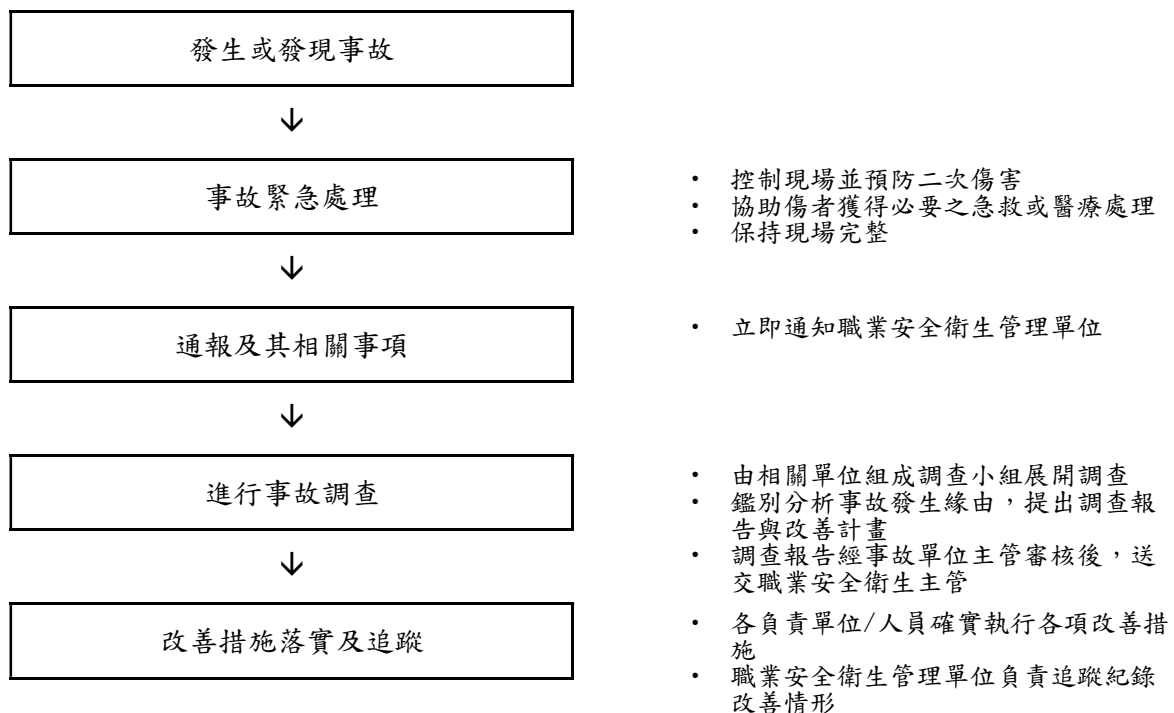 發生或發現事故
↓
事故緊急處理
• 控制現場並預防二次傷害
• 協助傷者獲得必要之急救或醫療處理
• 保持現場完整
↓
通報及其相關事項
• 立即通知職業安全衛生管理單位
↓
進行事故調查
• 由相關單位組成調查小組展開調查
• 鑑別分析事故發生緣由，提出調查報
告與改善計畫
• 調查報告經事故單位主管審核後，送
交職業安全衛生主管
↓
改善措施落實及追蹤
• 各負責單位/人員確實執行各項改善措
施
• 職業安全衛生管理單位負責追蹤紀錄
改善情形